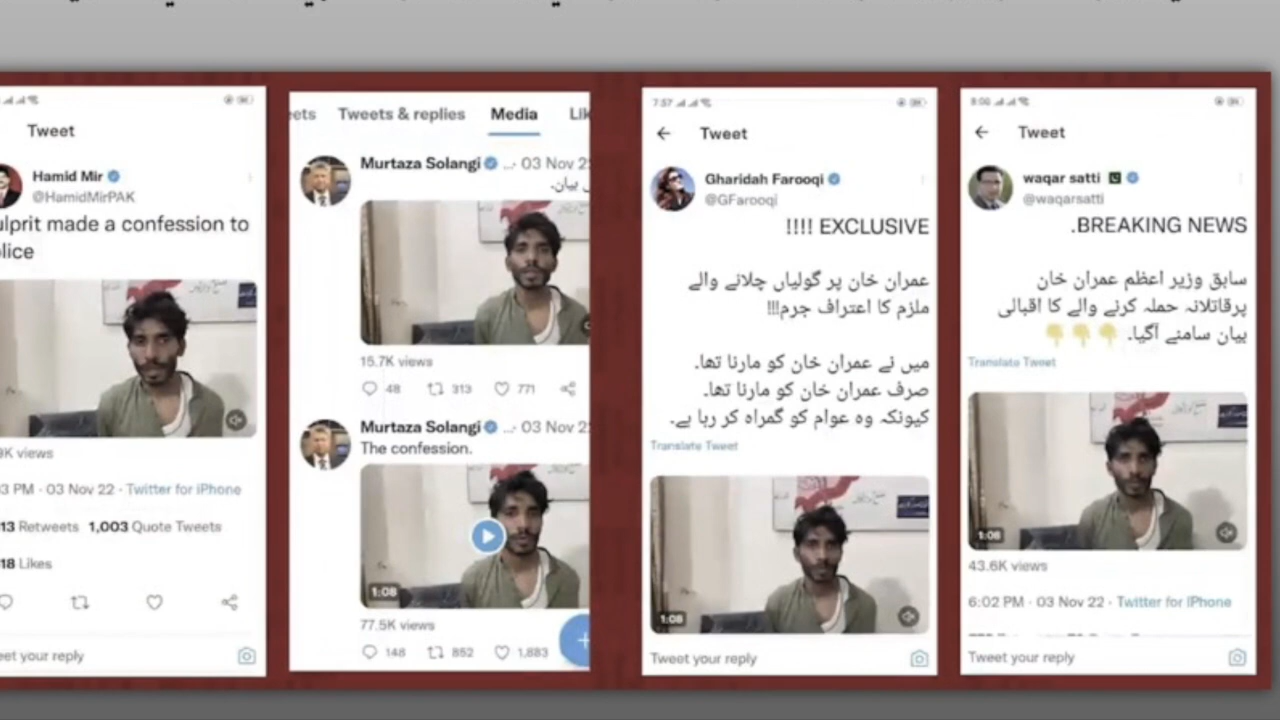 Tweet
Hamid Mir
@HamidMirPAK
ulprit made a confession to
lice
K views
3 PM · 03 Nov 22 · Twitter for iPhone
13 Retweets 1,003 Quote Tweets
18 Likes
et your reply
ets Tweets & replies Media Lik
Murtaza Solangi ... · 03 Nov 22
بیان.
15.7K views
48 313 771
Murtaza Solangi ... · 03 Nov 22
The confession.
1:08
77.5K views
148 852 1,883
7:57
Tweet
Gharidah Farooqi
@GFarooqi
!!!! EXCLUSIVE
عمران خان پر گولیاں چلانے والے
ملزم کا اعتراف جرم!!!
میں نے عمران خان کو مارنا تھا.
صرف عمران خان کو مارنا تھا.
کیونکہ وہ عوام کو گمراہ کر رہا ہے.
Translate Tweet
1:08
Tweet your reply
8:00
Tweet
waqar satti
@waqarsatti
.BREAKING NEWS
سابق وزیر اعظم عمران خان
پرقاتلانہ حملہ کرنے والے کا اقبالی
بیان سامنے آگیا. 👇👇👇
Translate Tweet
1:08
43.6K views
6:02 PM · 03 Nov 22 · Twitter for iPhone
Tweet your reply